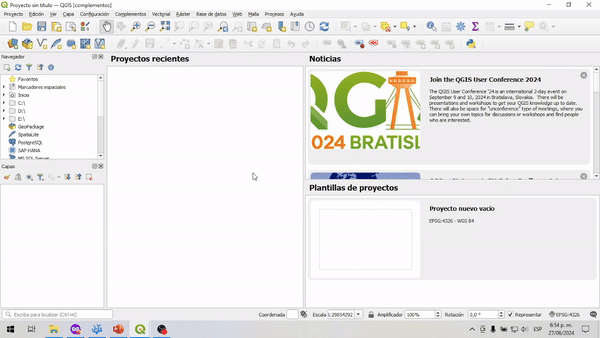 Proyecto sin título — QGIS [complementos]
Proyecto Edición Ver Capa Configuración Complementos Vectorial Ráster Base de datos Web Malla Procesos Ayuda
Navegador
Favoritos
Marcadores espaciales
Inicio
C:\
D:\
E:\
GeoPackage
SpatiaLite
PostgreSQL
SAP HANA
MS SQL Server
Capas
Proyectos recientes
Noticias
QG
2024 BRATISL
Join the QGIS User Conference 2024
The QGIS User Conference '24 is an international 2-day event on
September 9 and 10, 2024 in Bratislava, Slovakia. There will be
presentations and workshops to get your QGIS knowledge up to date.
There will also be space for "unconference" type of meetings, where you
can bring your own topics for discussions or workshops and find people
who are interested.
Plantillas de proyectos
Proyecto nuevo vacío
EPSG:4326 - WGS 84
Escriba para localizar (Ctrl+K)
Coordenada
Escala 1:29854292
Amplificador 100%
Rotación 0,0 °
Representar
EPSG:4326
ESP
6:54 p. m.
27/06/2024